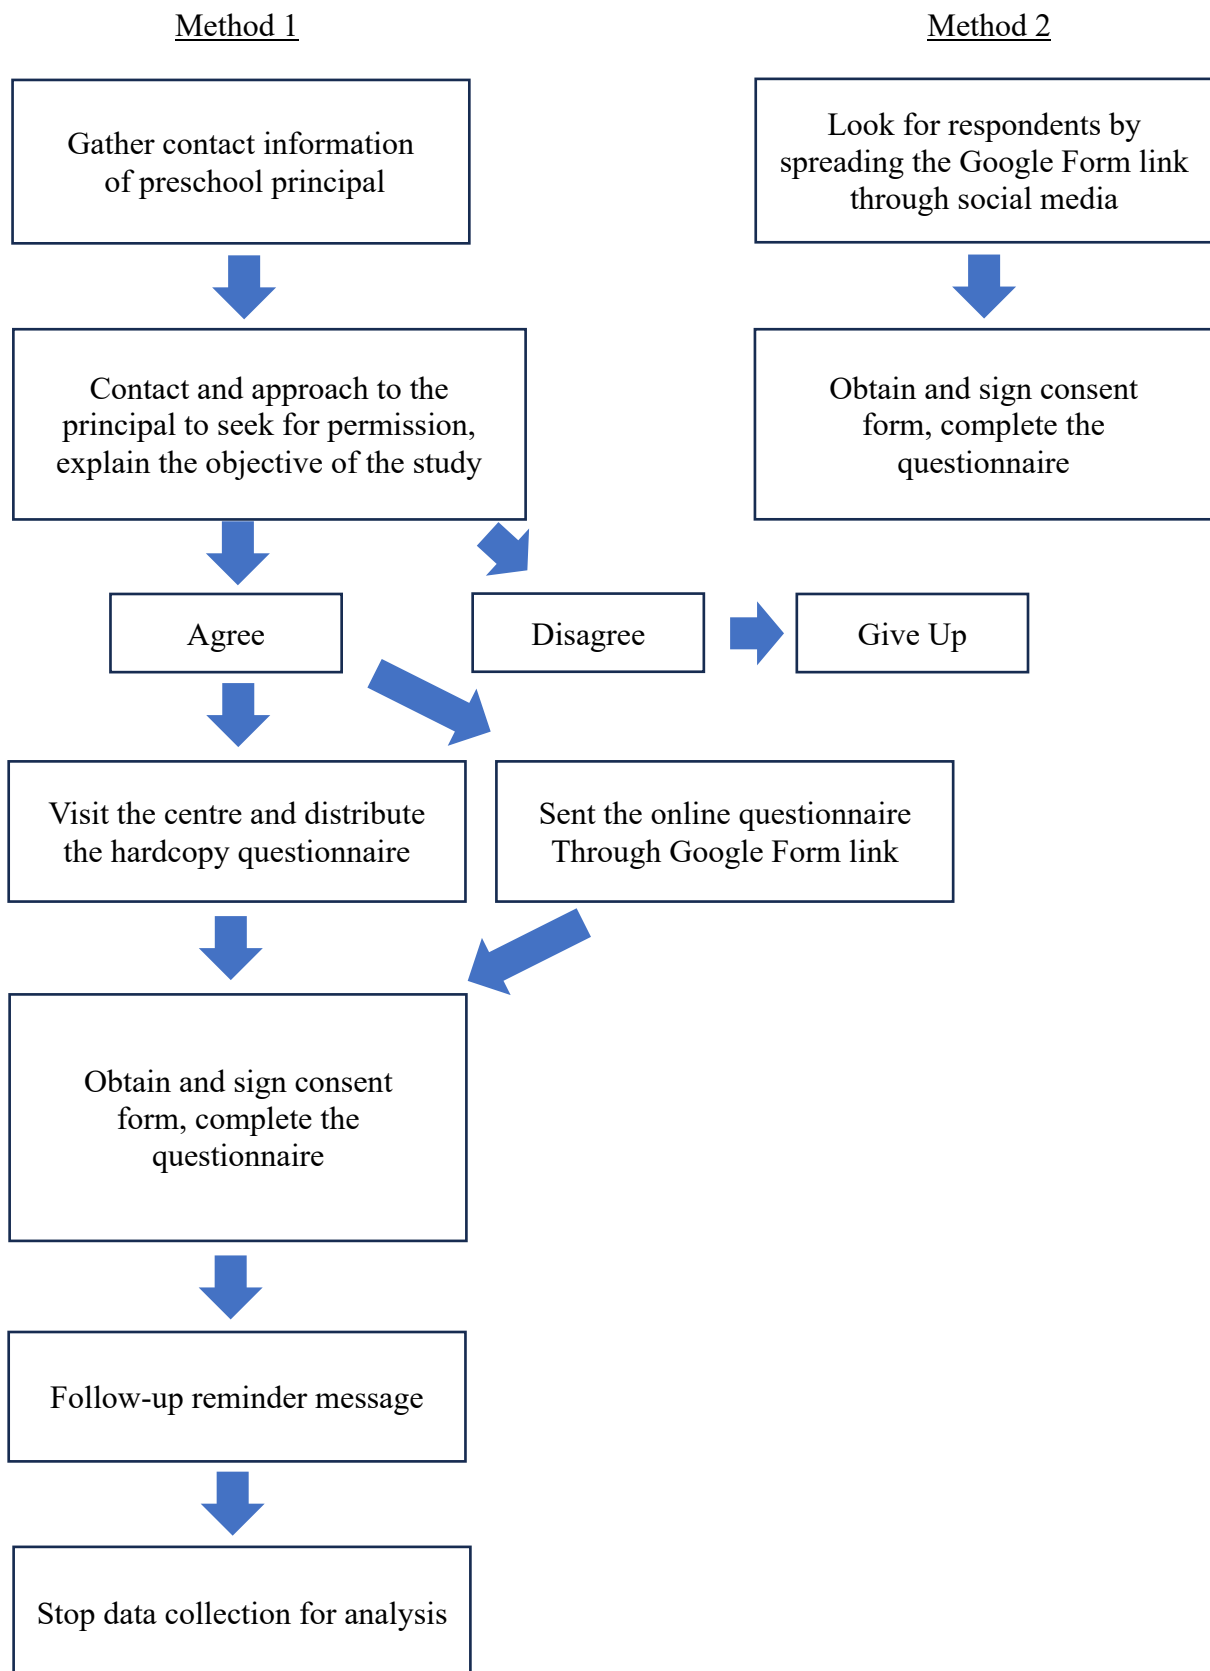 Method 1
Method 2
Gather contact information
of preschool principal
Look for respondents by
spreading the Google Form link
through social media
Contact and approach to the
principal to seek for permission,
explain the objective of the study
Obtain and sign consent
form, complete the
questionnaire
Agree
Disagree
Give Up
Visit the centre and distribute
the hardcopy questionnaire
Sent the online questionnaire
Through Google Form link
Obtain and sign consent
form, complete the
questionnaire
Follow-up reminder message
Stop data collection for analysis